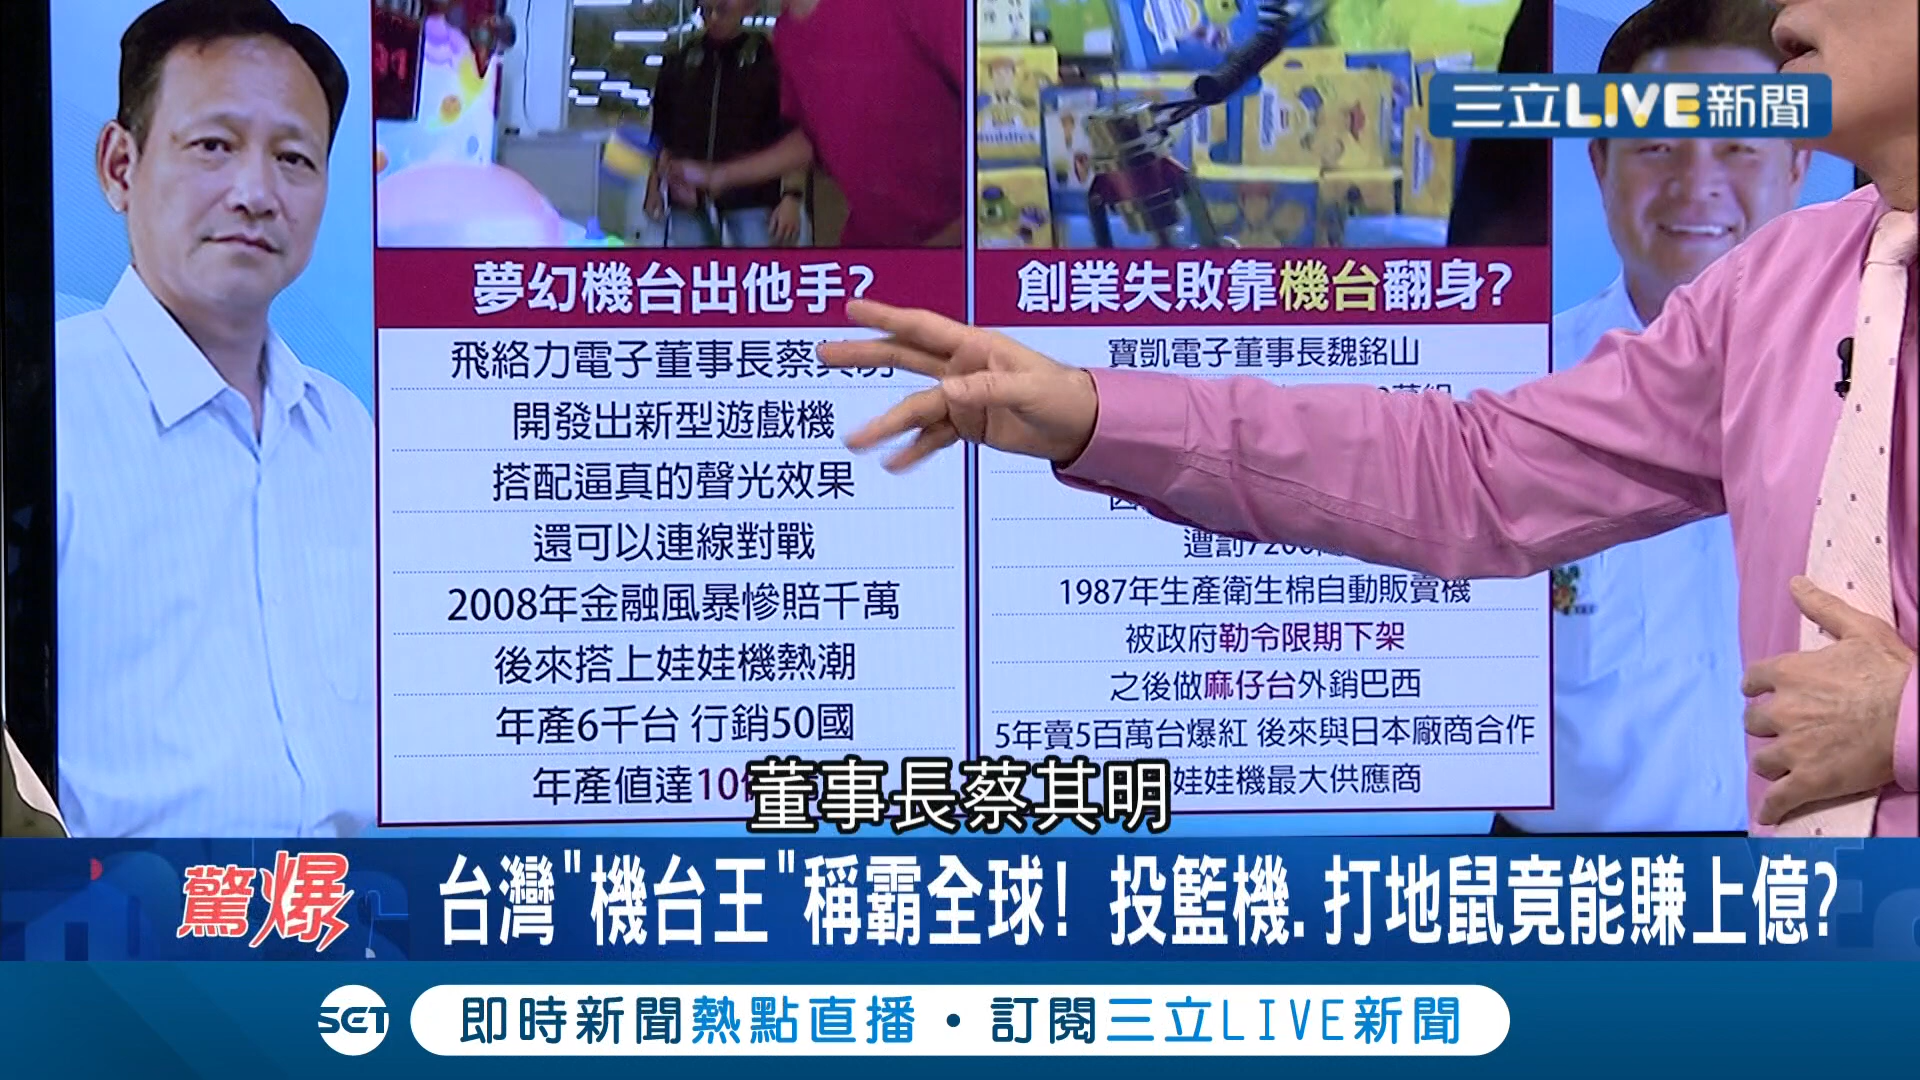 三立LIVE新聞
夢幻機台出他手?
飛絡力電子董事長蔡其明
開發出新型遊戲機
搭配逼真的聲光效果
還可以連線對戰
2008年金融風暴慘賠千萬
後來搭上娃娃機熱潮
年產6千台 行銷50國
年產值達10
創業失敗靠機台翻身?
寶凱電子董事長魏銘山
1987年生產衛生棉自動販賣機
被政府勒令限期下架
之後做麻仔台外銷巴西
5年賣5百萬台爆紅 後來與日本廠商合作
娃娃機最大供應商
董事長蔡其明
驚爆
台灣"機台王"稱霸全球! 投籃機.打地鼠竟能賺上億?
SET
即時新聞熱點直播・訂閱三立LIVE新聞